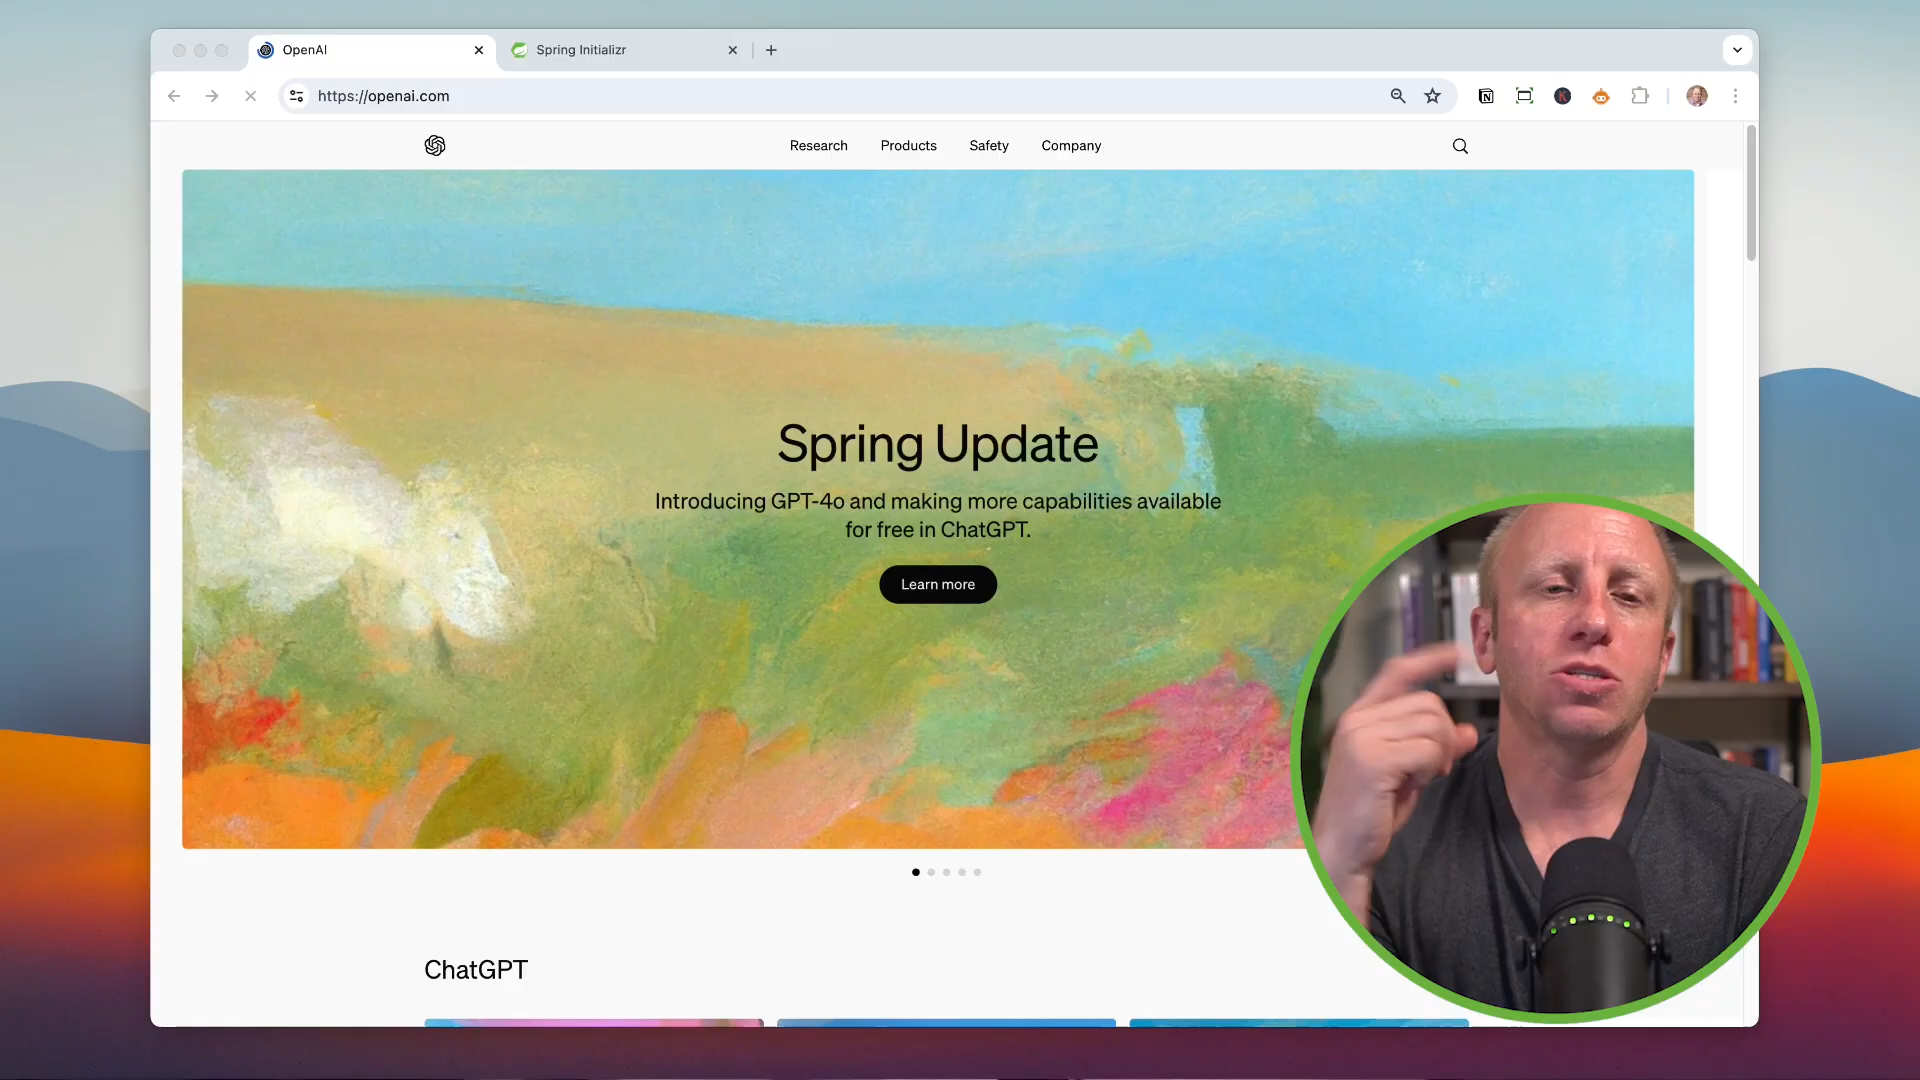 OpenAI
Spring Initializr
https://openai.com
Research
Products
Safety
Company
Spring Update
Introducing GPT-4o and making more capabilities available
for free in ChatGPT.
Learn more
ChatGPT